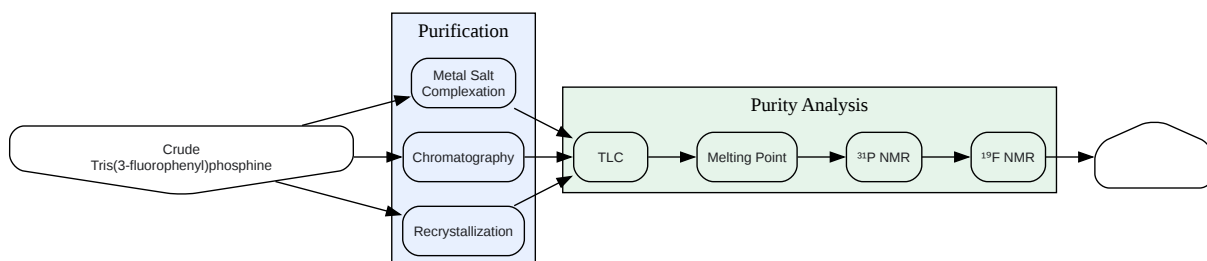 Purification
Metal Salt
Complexation
Crude
Tris(3-fluorophenyl)phosphine
Chromatography
Recrystallization
Purity Analysis
TLC
Melting Point
³¹P NMR
¹⁹F NMR